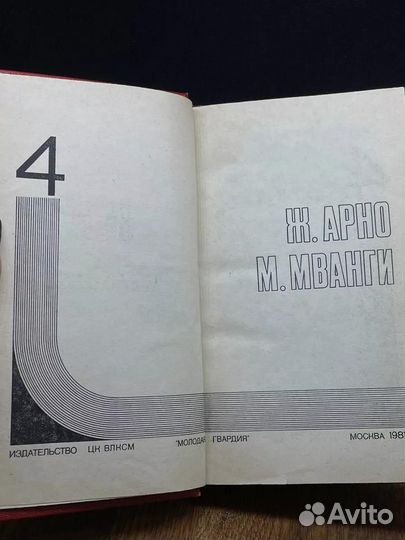 4
Ж. АРНО
М. МВАНГИ
ИЗДАТЕЛЬСТВО ЦК ВЛКСМ "МОЛОДАЯ ГВАРДИЯ" МОСКВА
Avito